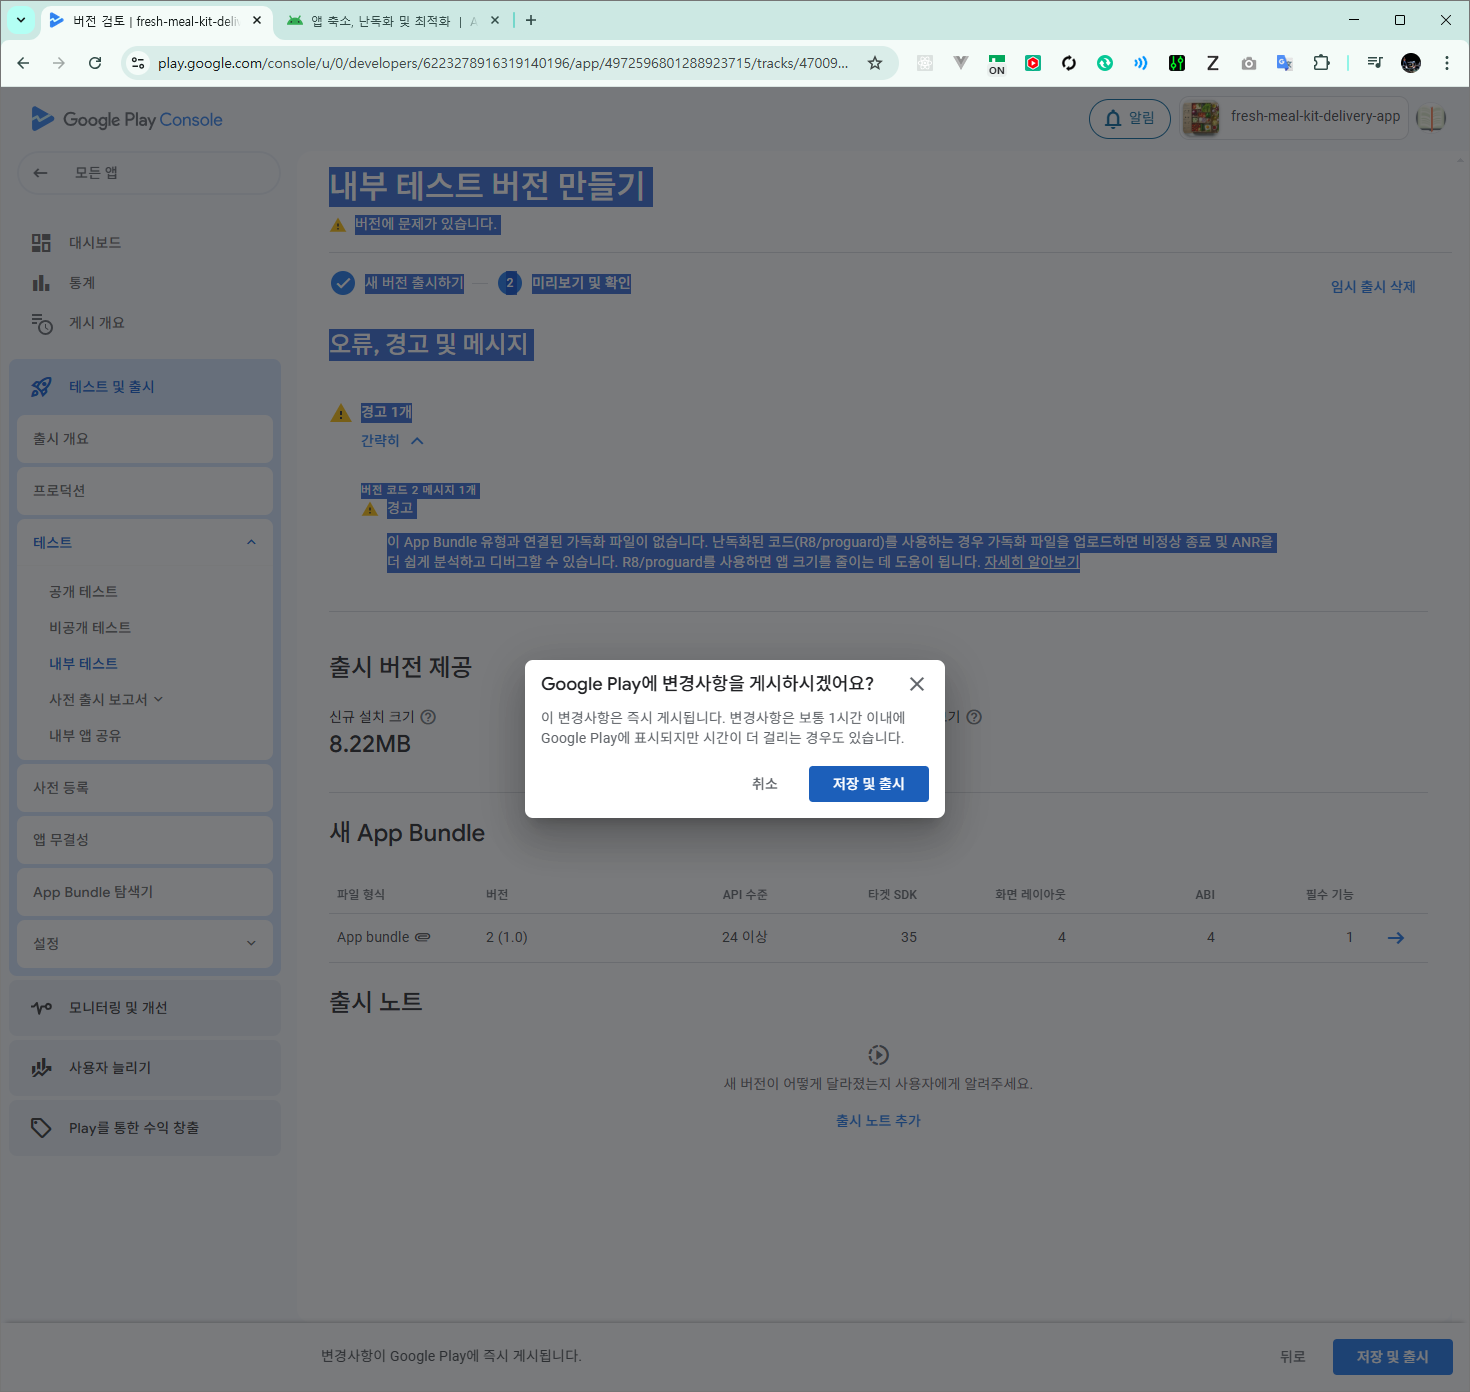 버전 검토 | fresh-meal-kit-deliv
앱 축소, 난독화 및 최적화 | A
play.google.com/console/u/0/developers/6223278916319140196/app/4972596801288923715/tracks/47009...
ON
Google Play Console
알림
fresh-meal-kit-delivery-app
모든 앱
대시보드
통계
게시 개요
테스트 및 출시
출시 개요
프로덕션
테스트
공개 테스트
비공개 테스트
내부 테스트
사전 출시 보고서
내부 앱 공유
사전 등록
앱 무결성
App Bundle 탐색기
설정
모니터링 및 개선
사용자 늘리기
Play를 통한 수익 창출
내부 테스트 버전 만들기
버전에 문제가 있습니다.
새 버전 출시하기
2 미리보기 및 확인
임시 출시 삭제
오류, 경고 및 메시지
경고 1개
간략히
버전 코드 2 메시지 1개
경고
이 App Bundle 유형과 연결된 가독화 파일이 없습니다. 난독화된 코드(R8/proguard)를 사용하는 경우 가독화 파일을 업로드하면 비정상 종료 및 ANR을
더 쉽게 분석하고 디버그할 수 있습니다. R8/proguard를 사용하면 앱 크기를 줄이는 데 도움이 됩니다. 자세히 알아보기
출시 버전 제공
신규 설치 크기
8.22MB
기
Google Play에 변경사항을 게시하시겠어요?
이 변경사항은 즉시 게시됩니다. 변경사항은 보통 1시간 이내에
Google Play에 표시되지만 시간이 더 걸리는 경우도 있습니다.
취소
저장 및 출시
새 App Bundle
파일 형식 버전 API 수준 타겟 SDK 화면 레이아웃 ABI 필수 기능
App bundle 2 (1.0) 24 이상 35 4 4 1
출시 노트
새 버전이 어떻게 달라졌는지 사용자에게 알려주세요.
출시 노트 추가
변경사항이 Google Play에 즉시 게시됩니다.
뒤로
저장 및 출시